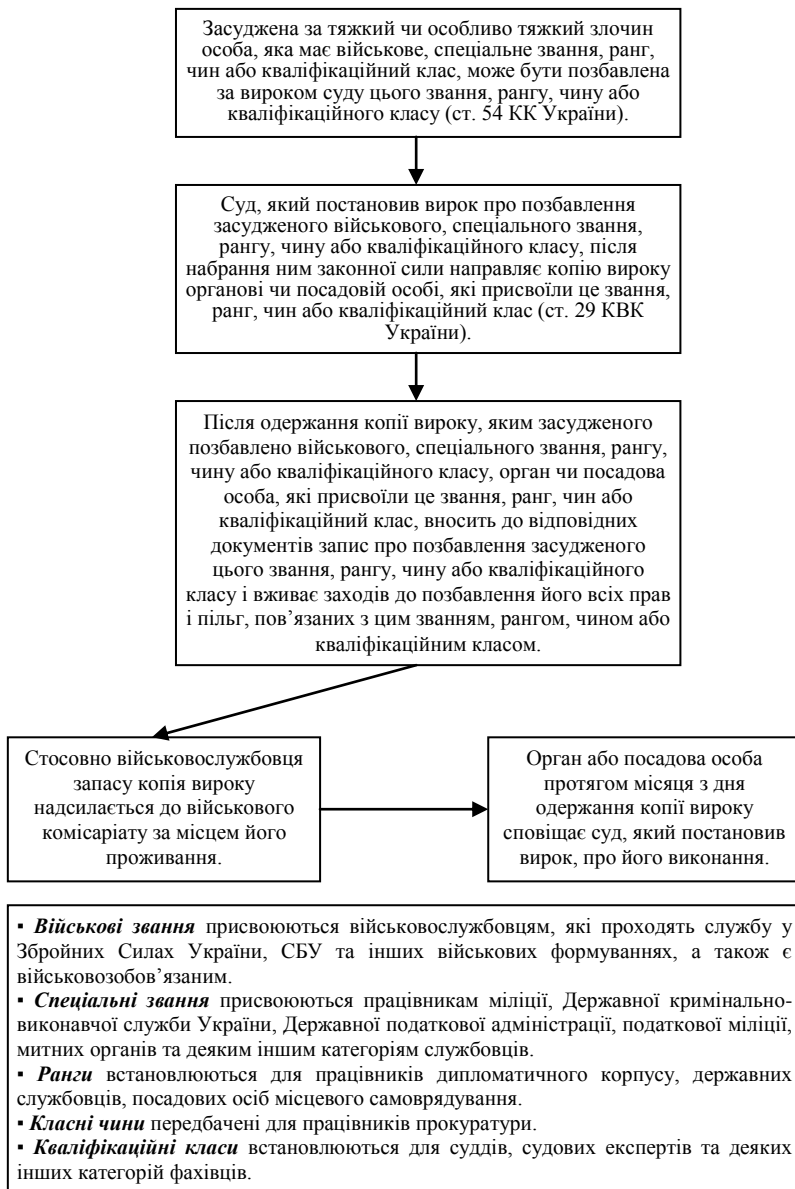 Засуджена за тяжкий чи особливо тяжкий злочин
особа, яка має військове, спеціальне звання, ранг,
чин або кваліфікаційний клас, може бути позбавлена
за вироком суду цього звання, рангу, чину або
кваліфікаційного класу (ст. 54 КК України).
Суд, який постановив вирок про позбавлення
засудженого військового, спеціального звання,
рангу, чину або кваліфікаційного класу, після
набрання ним законної сили направляє копію вироку
органові чи посадовій особі, які присвоїли це звання,
ранг, чин або кваліфікаційний клас (ст. 29 КВК
України).
Після одержання копії вироку, яким засудженого
позбавлено військового, спеціального звання, рангу,
чину або кваліфікаційного класу, орган чи посадова
особа, які присвоїли це звання, ранг, чин або
кваліфікаційний клас, вносить до відповідних
документів запис про позбавлення засудженого
цього звання, рангу, чину або кваліфікаційного
класу і вживає заходів до позбавлення його всіх прав
і пільг, пов’язаних з цим званням, рангом, чином або
кваліфікаційним класом.
Стосовно військовослужбовця
запасу копія вироку
надсилається до військового
комісаріату за місцем його
проживання.
Орган або посадова особа
протягом місяця з дня
одержання копії вироку
сповіщає суд, який постановив
вирок, про його виконання.
▪ Військові звання присвоюються військовослужбовцям, які проходять службу у
Збройних Силах України, СБУ та інших військових формуваннях, а також є
військовозобов’язаним.
▪ Спеціальні звання присвоюються працівникам міліції, Державної кримінально-
виконавчої служби України, Державної податкової адміністрації, податкової міліції,
митних органів та деяким іншим категоріям службовців.
▪ Ранги встановлюються для працівників дипломатичного корпусу, державних
службовців, посадових осіб місцевого самоврядування.
▪ Класні чини передбачені для працівників прокуратури.
▪ Кваліфікаційні класи встановлюються для суддів, судових експертів та деяких
інших категорій фахівців.